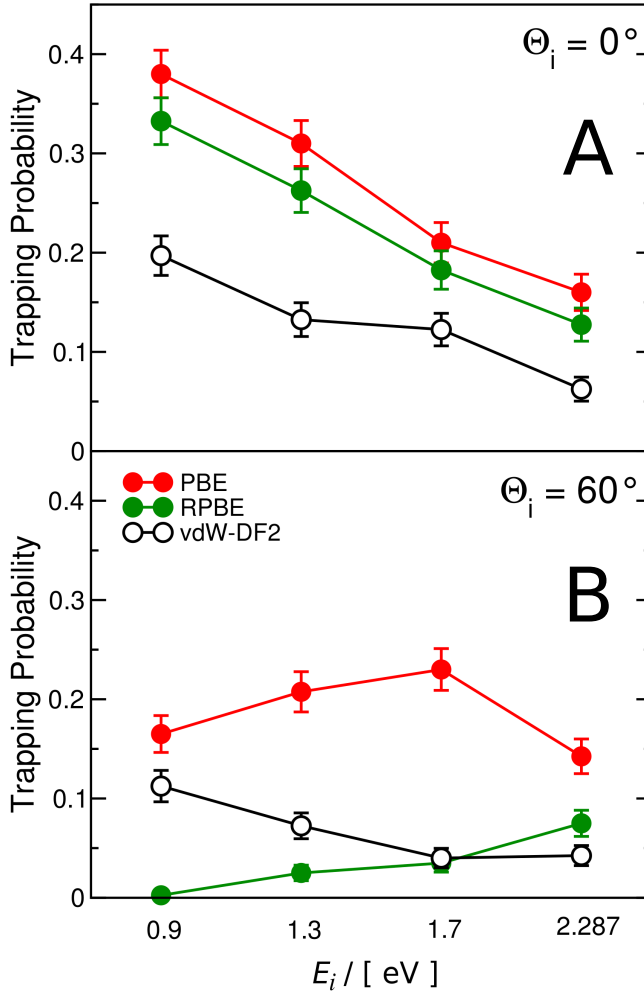 Θi = 0°
A
Trapping Probability
0.4
0.3
0.2
0.1
0
PBE
RPBE
vdW-DF2
Θi = 60°
B
Trapping Probability
0.4
0.3
0.2
0.1
0
0.9 1.3 1.7 2.287
Ei / [ eV ]